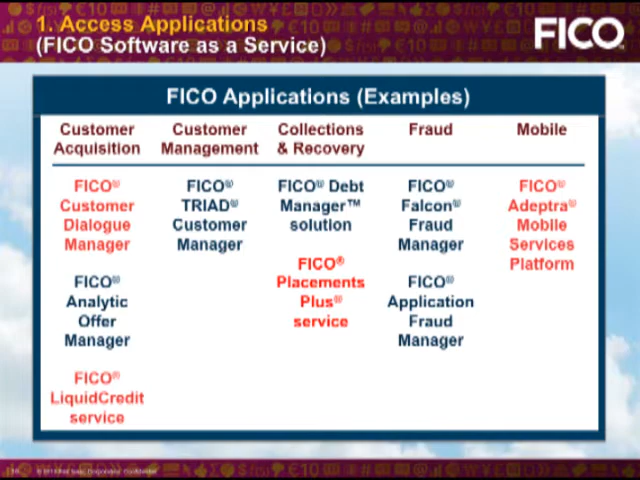 1. Access Applications
(FICO Software as a Service)
FICO
FICO Applications (Examples)
Customer
Acquisition
Customer
Management
Collections
& Recovery
Fraud
Mobile
FICO®
Customer
Dialogue
Manager
FICO®
Analytic
Offer
Manager
FICO®
LiquidCredit
service
FICO®
TRIAD®
Customer
Manager
FICO® Debt
Manager™
solution
FICO®
Placements
Plus®
service
FICO®
Falcon®
Fraud
Manager
FICO®
Application
Fraud
Manager
FICO®
Adeptra®
Mobile
Services
Platform